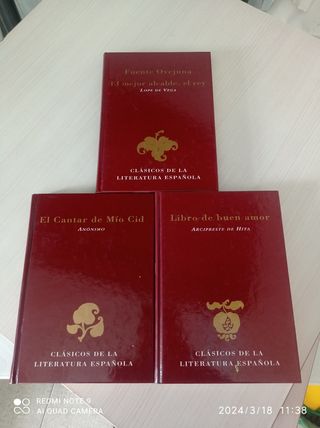 Fuente Ovejuna
El mejor alcalde, el rey
LOPE DE VEGA
CLÁSICOS DE LA
LITERATURA ESPAÑOLA
El Cantar de Mío Cid
ANÓNIMO
CLÁSICOS DE LA
LITERATURA ESPAÑOLA
Libro de buen amor
ARCIPRESTE DE HITA
CLÁSICOS DE LA
LITERATURA ESPAÑOLA
REDMI NOTE 9
AI QUAD CAMERA
2024/3/18 11:38